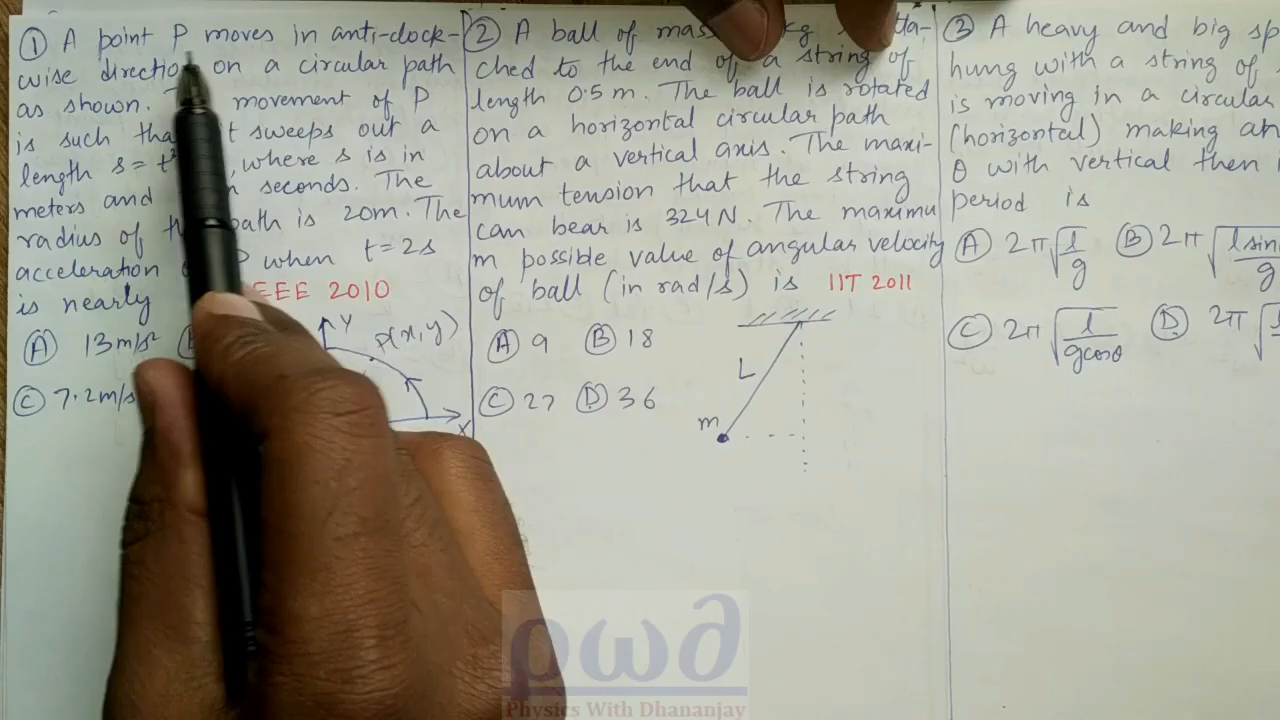 ① A point P moves in anti-clock-
wise direction on a circular path
as shown. movement of P
is such that it sweeps out a
length s = t³ , where s is in
meters and seconds. The
radius of the path is 20m. The
acceleration P when t=2s
is nearly EEE 2010
Ⓐ 13m/s²
Ⓒ 7.2m/s
Y
P(x,y)
X
② A ball of mass kg
ched to the end of a string of
length 0.5m. The ball is rotated
on a horizontal circular path
about a vertical axis. The maxi-
mum tension that the string
can bear is 324N. The maximu
m possible value of angular velocity
of ball (in rad/s) is IIT 2011
Ⓐ 9 Ⓑ 18
Ⓒ 27 Ⓓ 36
L
m
③ A heavy and big sp
hung with a string of
is moving in a circular
(horizontal) making an
θ with vertical then
period is
Ⓐ 2π√l/g Ⓑ 2π√lsin/g
Ⓒ 2π√l/gcosθ Ⓓ 2π√
pwd
Physics With Dhananjay